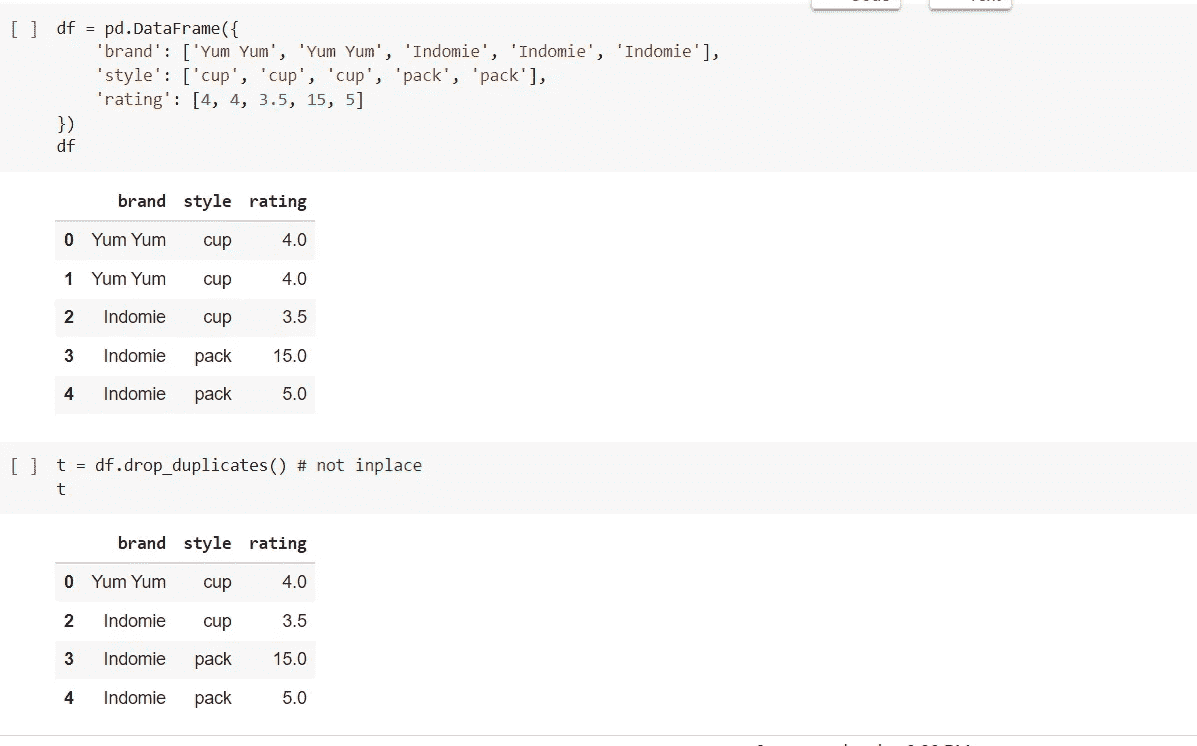 [ ] df = pd.DataFrame({
'brand': ['Yum Yum', 'Yum Yum', 'Indomie', 'Indomie', 'Indomie'],
'style': ['cup', 'cup', 'cup', 'pack', 'pack'],
'rating': [4, 4, 3.5, 15, 5]
})
df
brand style rating
0 Yum Yum cup 4.0
1 Yum Yum cup 4.0
2 Indomie cup 3.5
3 Indomie pack 15.0
4 Indomie pack 5.0
[ ] t = df.drop_duplicates() # not inplace
t
brand style rating
0 Yum Yum cup 4.0
2 Indomie cup 3.5
3 Indomie pack 15.0
4 Indomie pack 5.0